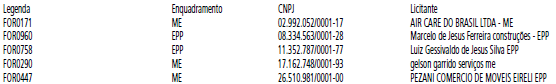 Legenda Enquadramento CNPJ Licitante
FOR0171 ME 02.992.052/0001-17 AIR CARE DO BRASIL LTDA - ME
FOR0960 EPP 08.334.563/0001-28 Marcelo de Jesus Ferreira construções - EPP
FOR0758 EPP 11.352.787/0001-77 Luiz Gessivaldo de Jesus Silva EPP
FOR0290 ME 17.162.748/0001-93 gelson garrido serviços me
FOR0447 ME 26.510.981/0001-00 PEZANI COMERCIO DE MOVEIS EIRELI EPP